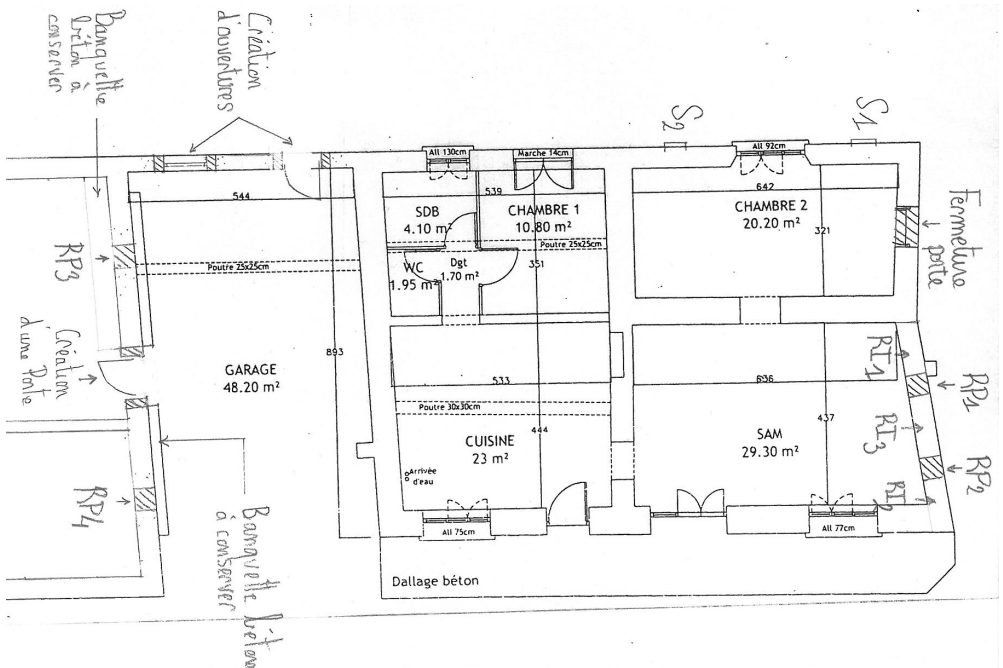 Banquette
béton à
conserver
Création
d'ouvertures
S2
S1
All 130cm
Marche 14cm
All 92cm
544
539
642
SDB
4.10 m²
CHAMBRE 1
10.80 m²
CHAMBRE 2
20.20 m²
321
Fermeture
porte
RP3
Poutre 25x25cm
Poutre 25x25cm
WC
1.95 m²
Dgt
1.70 m²
351
Création
d'une Porte
893
GARAGE
48.20 m²
533
636
RI1
RP1
Poutre 30x30cm
444
437
CUISINE
23 m²
SAM
29.30 m²
RI3
RP2
RI2
Arrivée
d'eau
RP4
All 75cm
All 77cm
Banquette béton
à conserver
Dallage béton